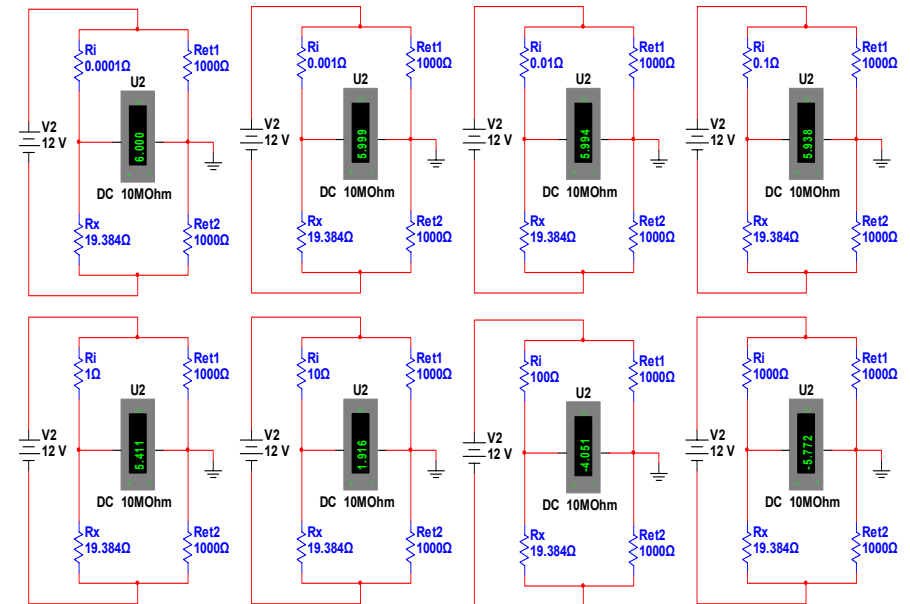 Ri
0.0001Ω
Ret1
1000Ω
U2
V2
12 V
6.000
DC 10MOhm
Rx
19.384Ω
Ret2
1000Ω
Ri
0.001Ω
Ret1
1000Ω
U2
V2
12 V
5.999
DC 10MOhm
Rx
19.384Ω
Ret2
1000Ω
Ri
0.01Ω
Ret1
1000Ω
U2
V2
12 V
5.994
DC 10MOhm
Rx
19.384Ω
Ret2
1000Ω
Ri
0.1Ω
Ret1
1000Ω
U2
V2
12 V
5.938
DC 10MOhm
Rx
19.384Ω
Ret2
1000Ω
Ri
1Ω
Ret1
1000Ω
U2
V2
12 V
5.411
DC 10MOhm
Rx
19.384Ω
Ret2
1000Ω
Ri
10Ω
Ret1
1000Ω
U2
V2
12 V
1.916
DC 10MOhm
Rx
19.384Ω
Ret2
1000Ω
Ri
100Ω
Ret1
1000Ω
U2
V2
12 V
-4.051
DC 10MOhm
Rx
19.384Ω
Ret2
1000Ω
Ri
1000Ω
Ret1
1000Ω
U2
V2
12 V
-5.772
DC 10MOhm
Rx
19.384Ω
Ret2
1000Ω